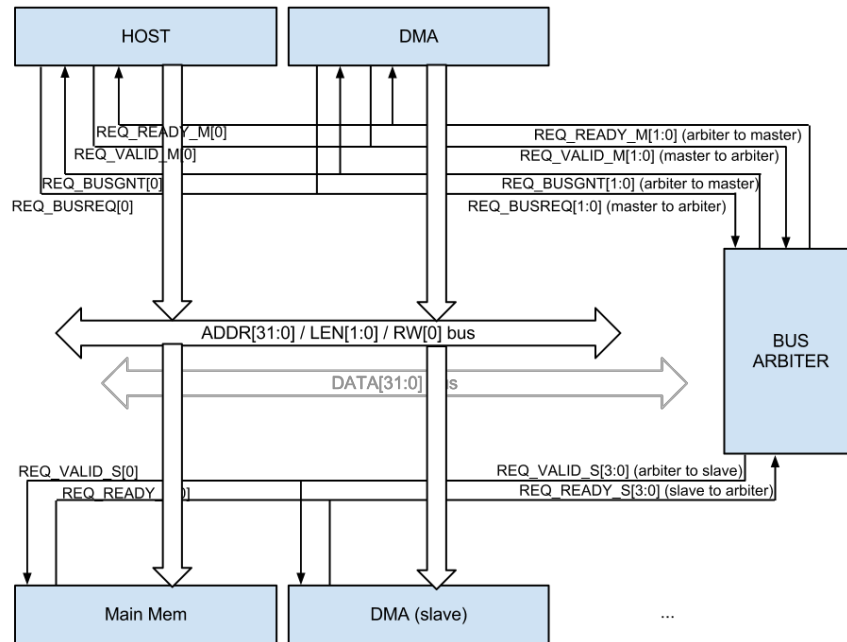 HOST
DMA
REQ_READY_M[0]
REQ_READY_M[1:0] (arbiter to master)
REQ_VALID_M[0]
REQ_VALID_M[1:0] (master to arbiter)
REQ_BUSGNT[0]
REQ_BUSGNT[1:0] (arbiter to master)
REQ_BUSREQ[0]
REQ_BUSREQ[1:0] (master to arbiter)
ADDR[31:0] / LEN[1:0] / RW[0] bus
BUS
ARBITER
DATA[31:0]
REQ_VALID_S[0]
REQ_VALID_S[3:0] (arbiter to slave)
REQ_READY_
REQ_READY_S[3:0] (slave to arbiter)
Main Mem
DMA (slave)
...